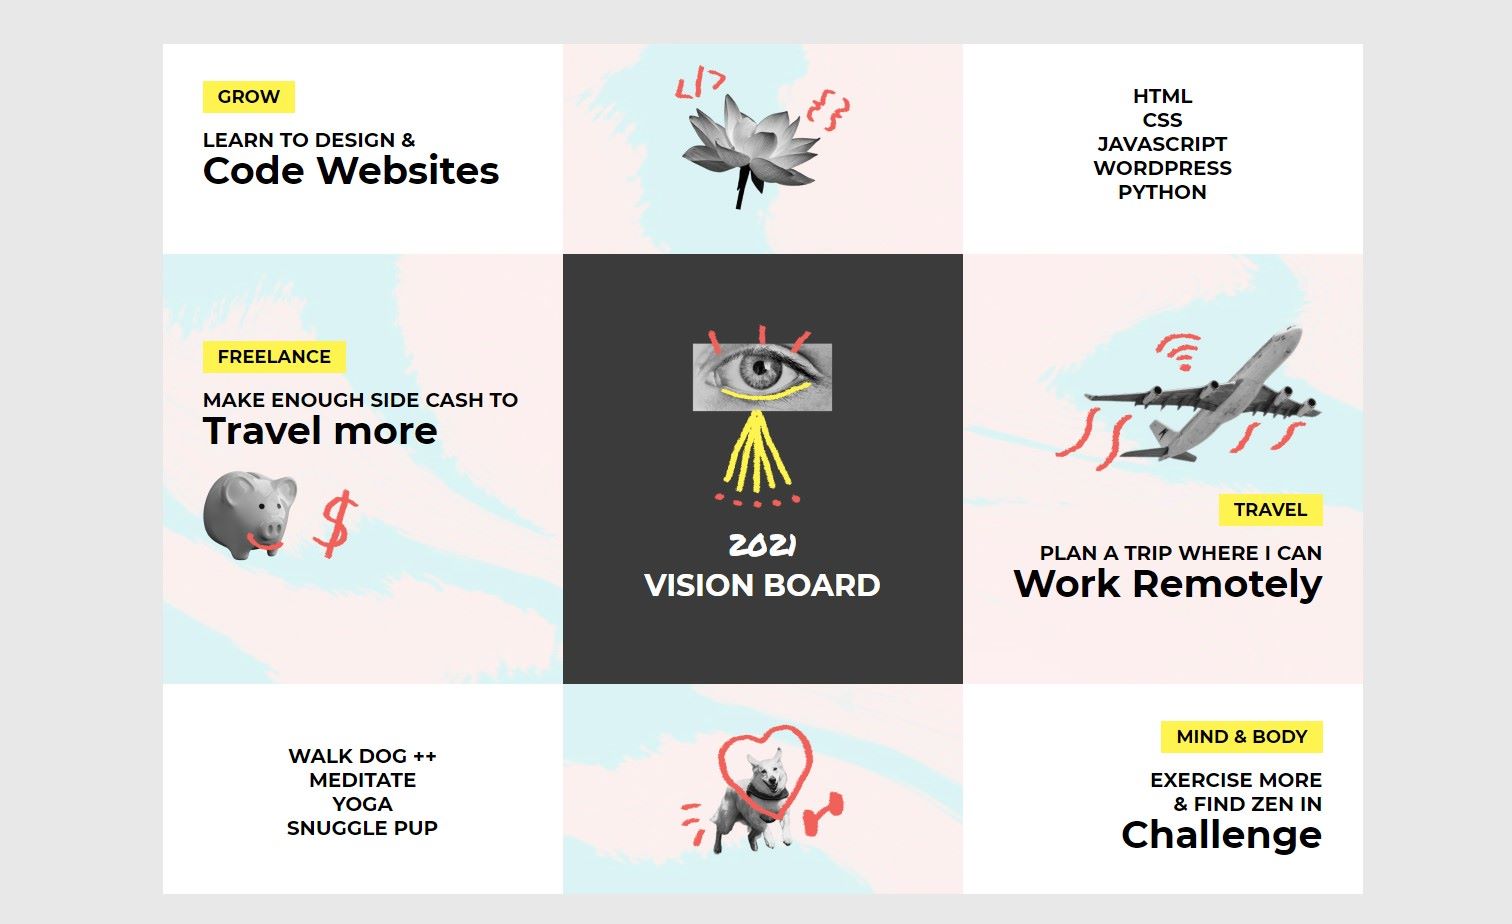 GROW
LEARN TO DESIGN &
Code Websites
</>
{}
HTML
CSS
JAVASCRIPT
WORDPRESS
PYTHON
FREELANCE
MAKE ENOUGH SIDE CASH TO
Travel more
$
2021
VISION BOARD
TRAVEL
PLAN A TRIP WHERE I CAN
Work Remotely
WALK DOG ++
MEDITATE
YOGA
SNUGGLE PUP
MIND & BODY
EXERCISE MORE
& FIND ZEN IN
Challenge